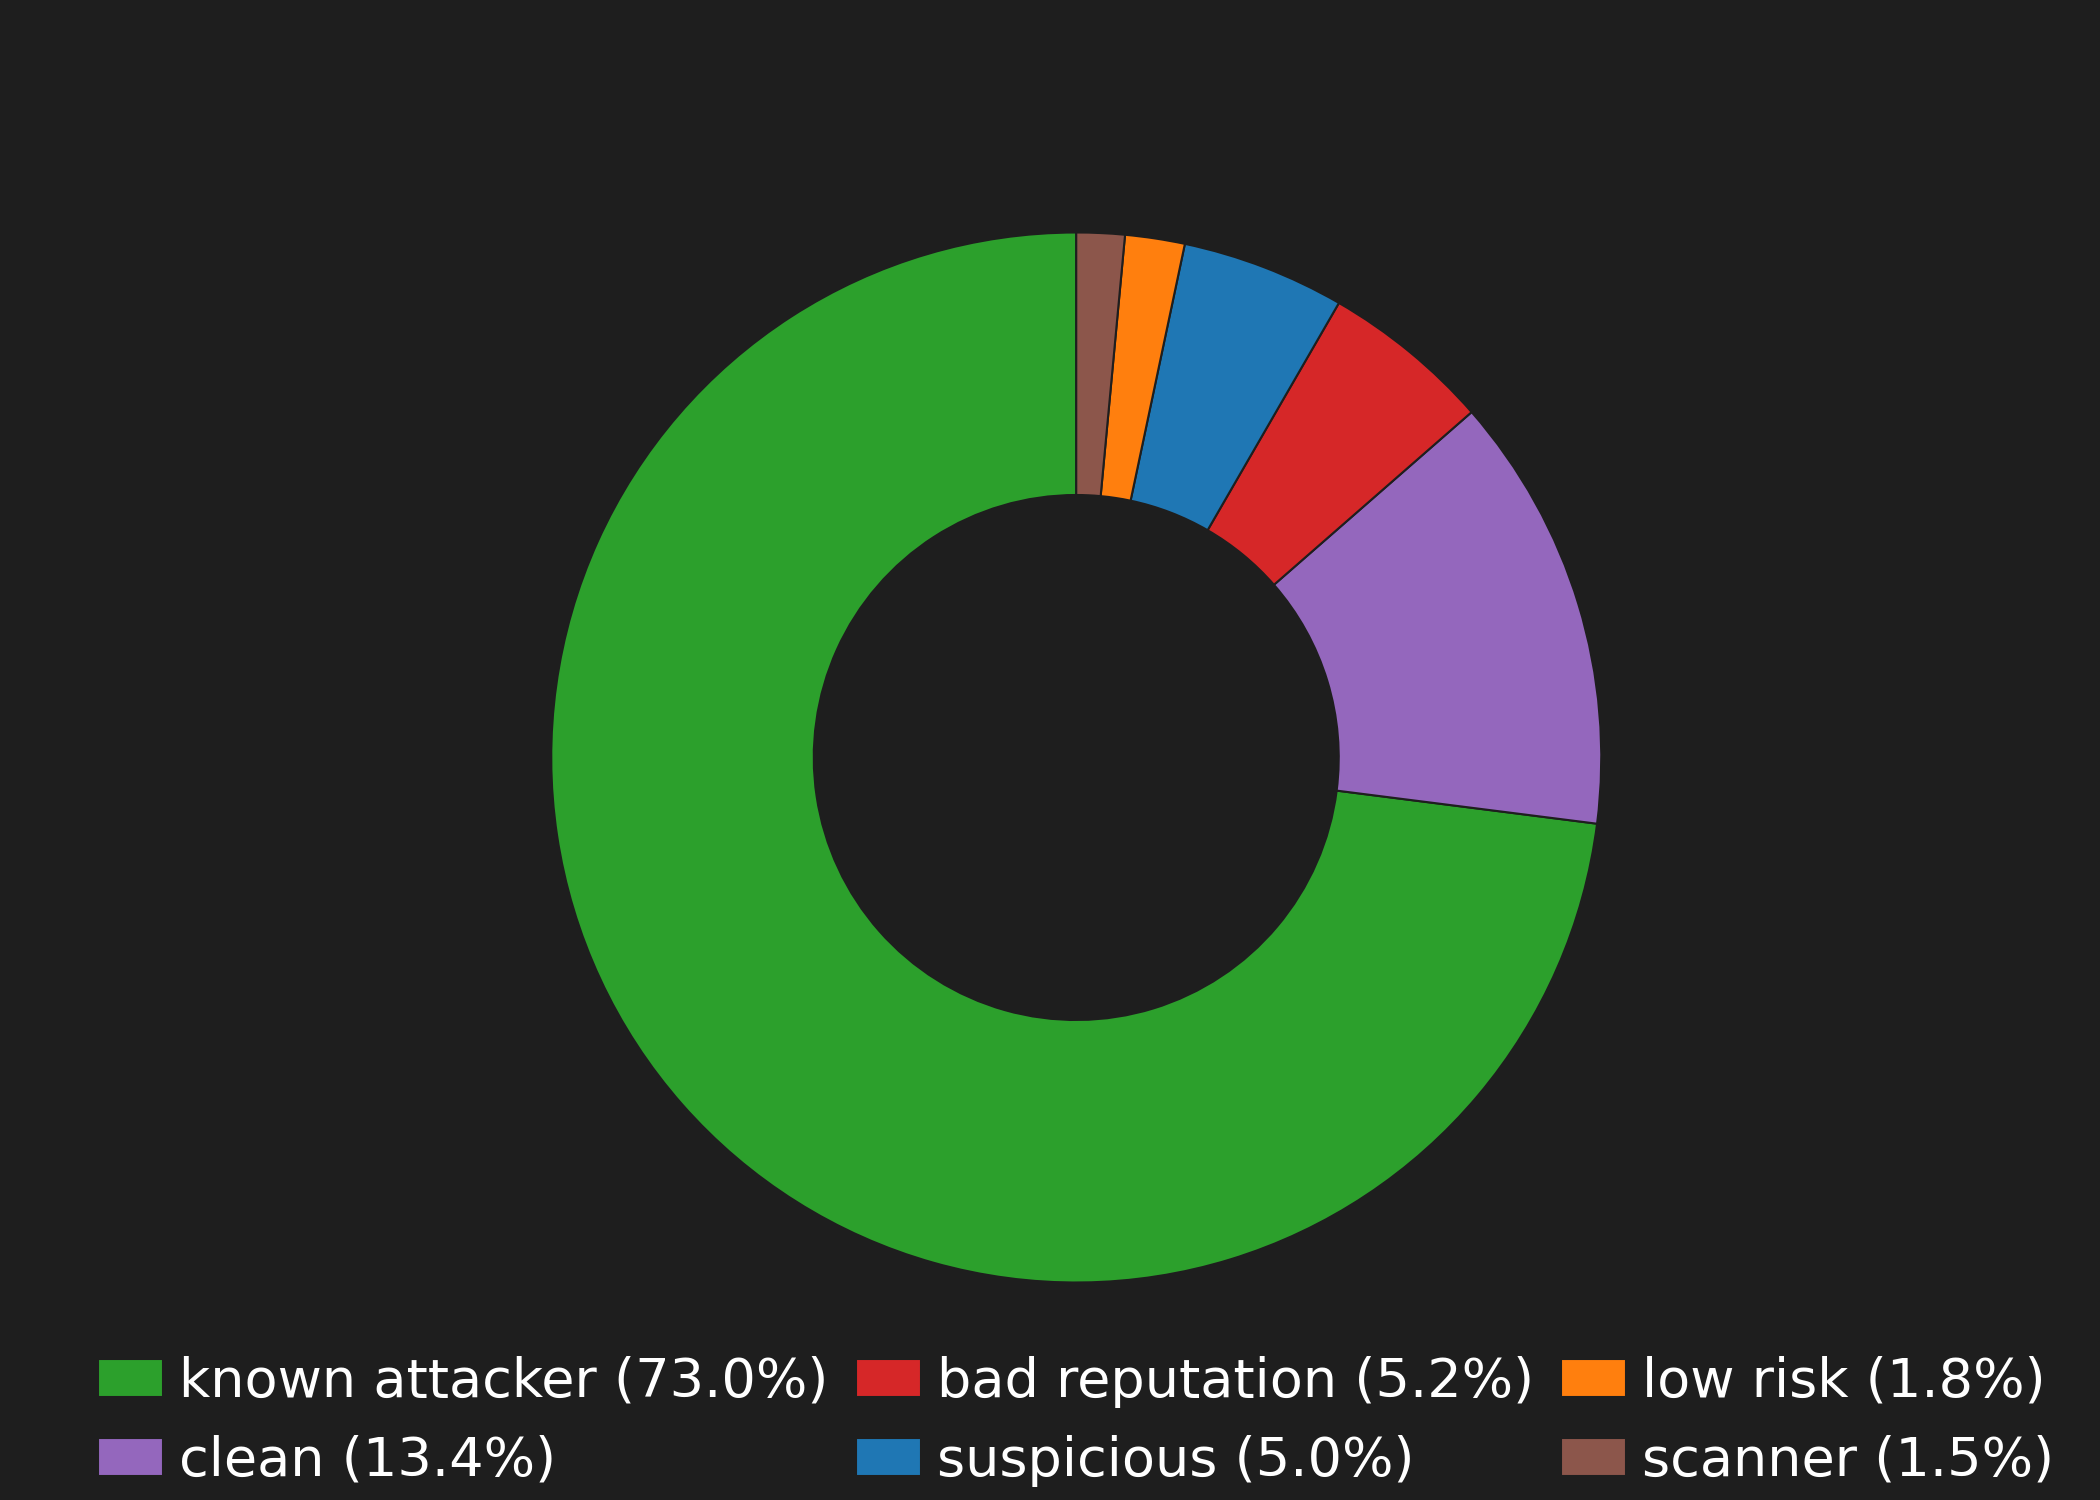 known attacker (73.0%) bad reputation (5.2%) low risk (1.8%)
clean (13.4%) suspicious (5.0%) scanner (1.5%)